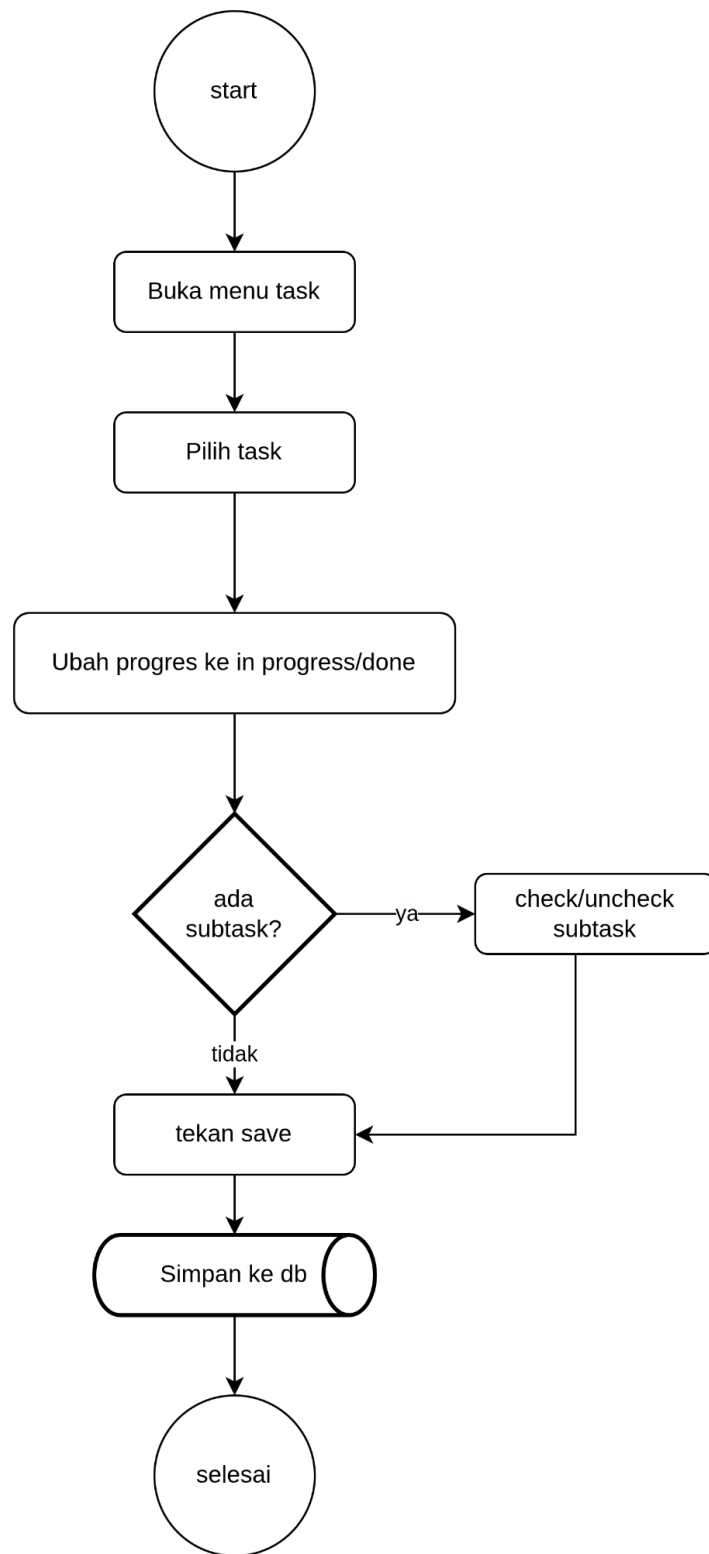 start
Buka menu task
Pilih task
Ubah progres ke in progress/done
ada
subtask?
ya
check/uncheck
subtask
tidak
tekan save
Simpan ke db
selesai